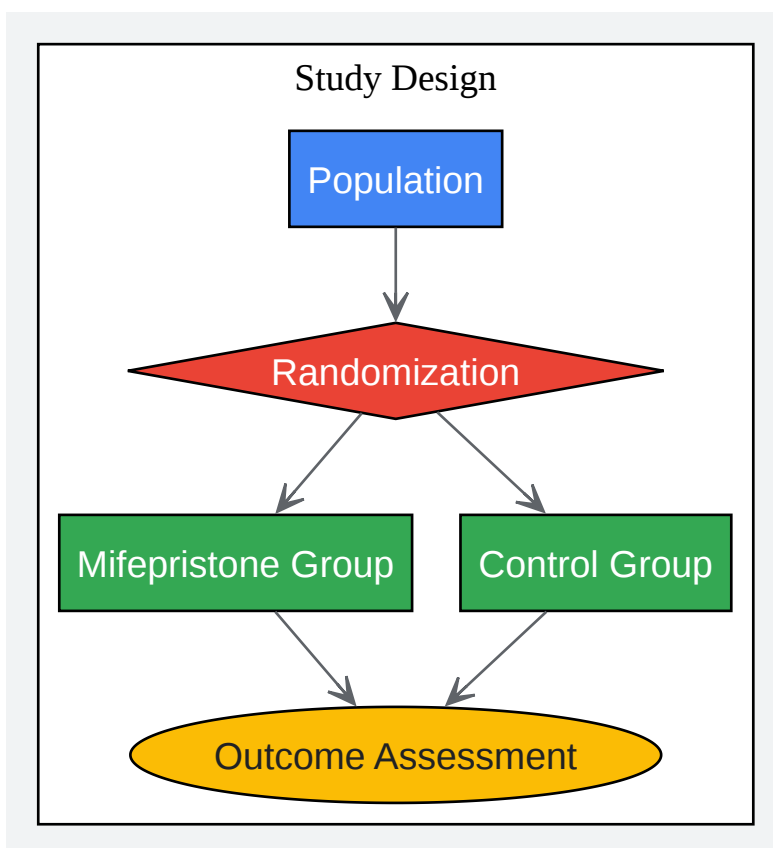 Study Design
Population
Randomization
Mifepristone Group
Control Group
Outcome Assessment